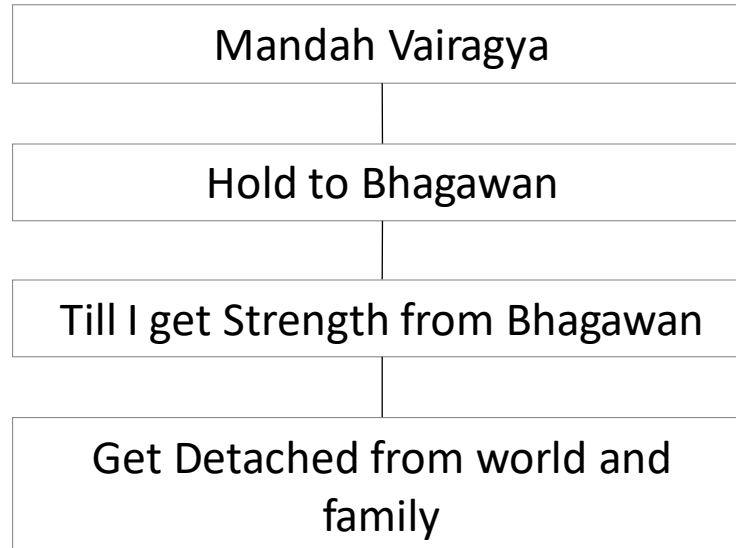 Mandah Vairagya
Hold to Bhagawan
Till I get Strength from Bhagawan
Get Detached from world and
family